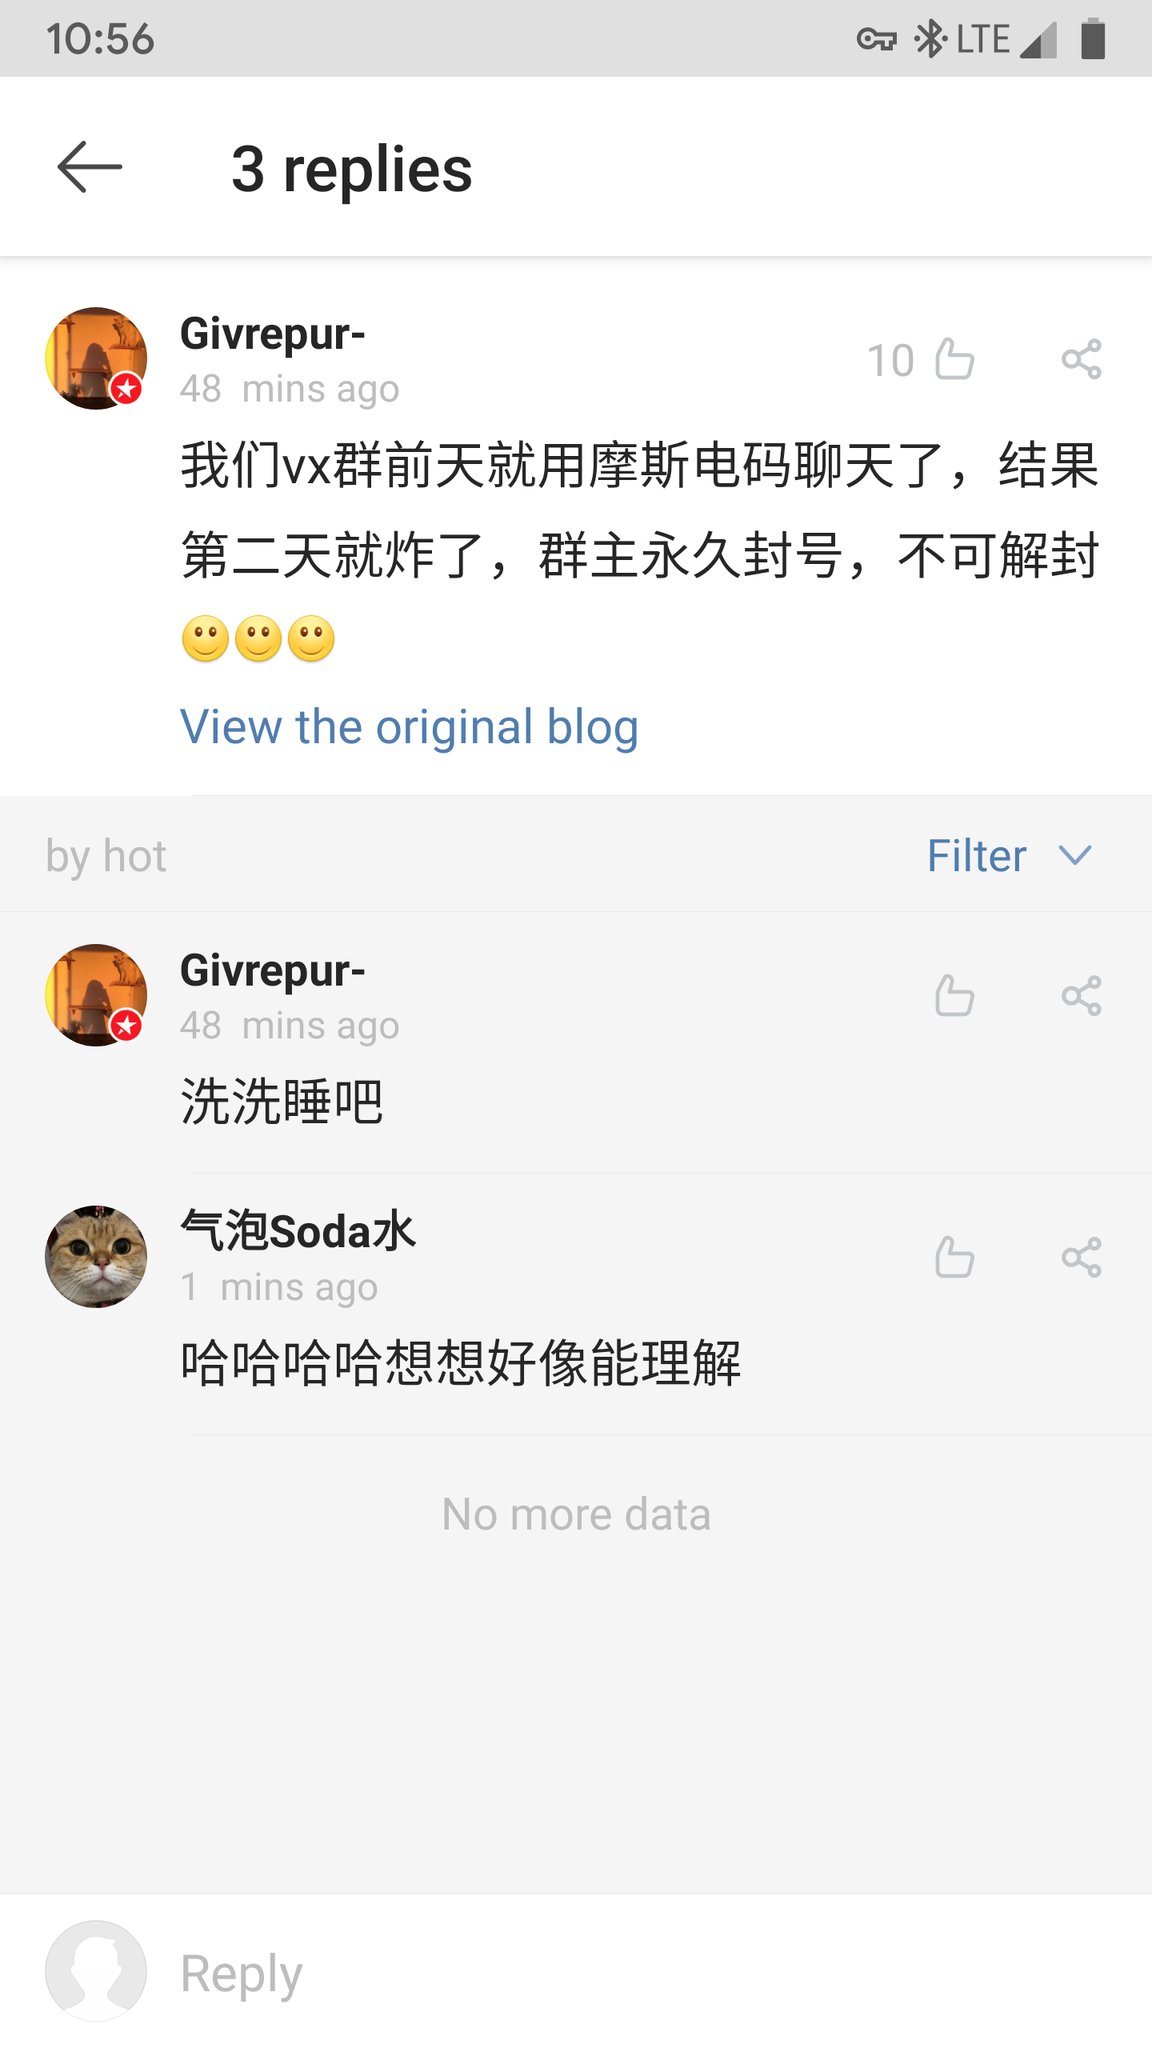 10:56
LTE
3 replies
Givrepur-
10
48 mins ago
我们vx群前天就用摩斯电码聊天了，结果
第二天就炸了，群主永久封号，不可解封
View the original blog
by hot
Filter
Givrepur-
48 mins ago
洗洗睡吧
气泡Soda水
1 mins ago
哈哈哈哈想想好像能理解
No more data
Reply